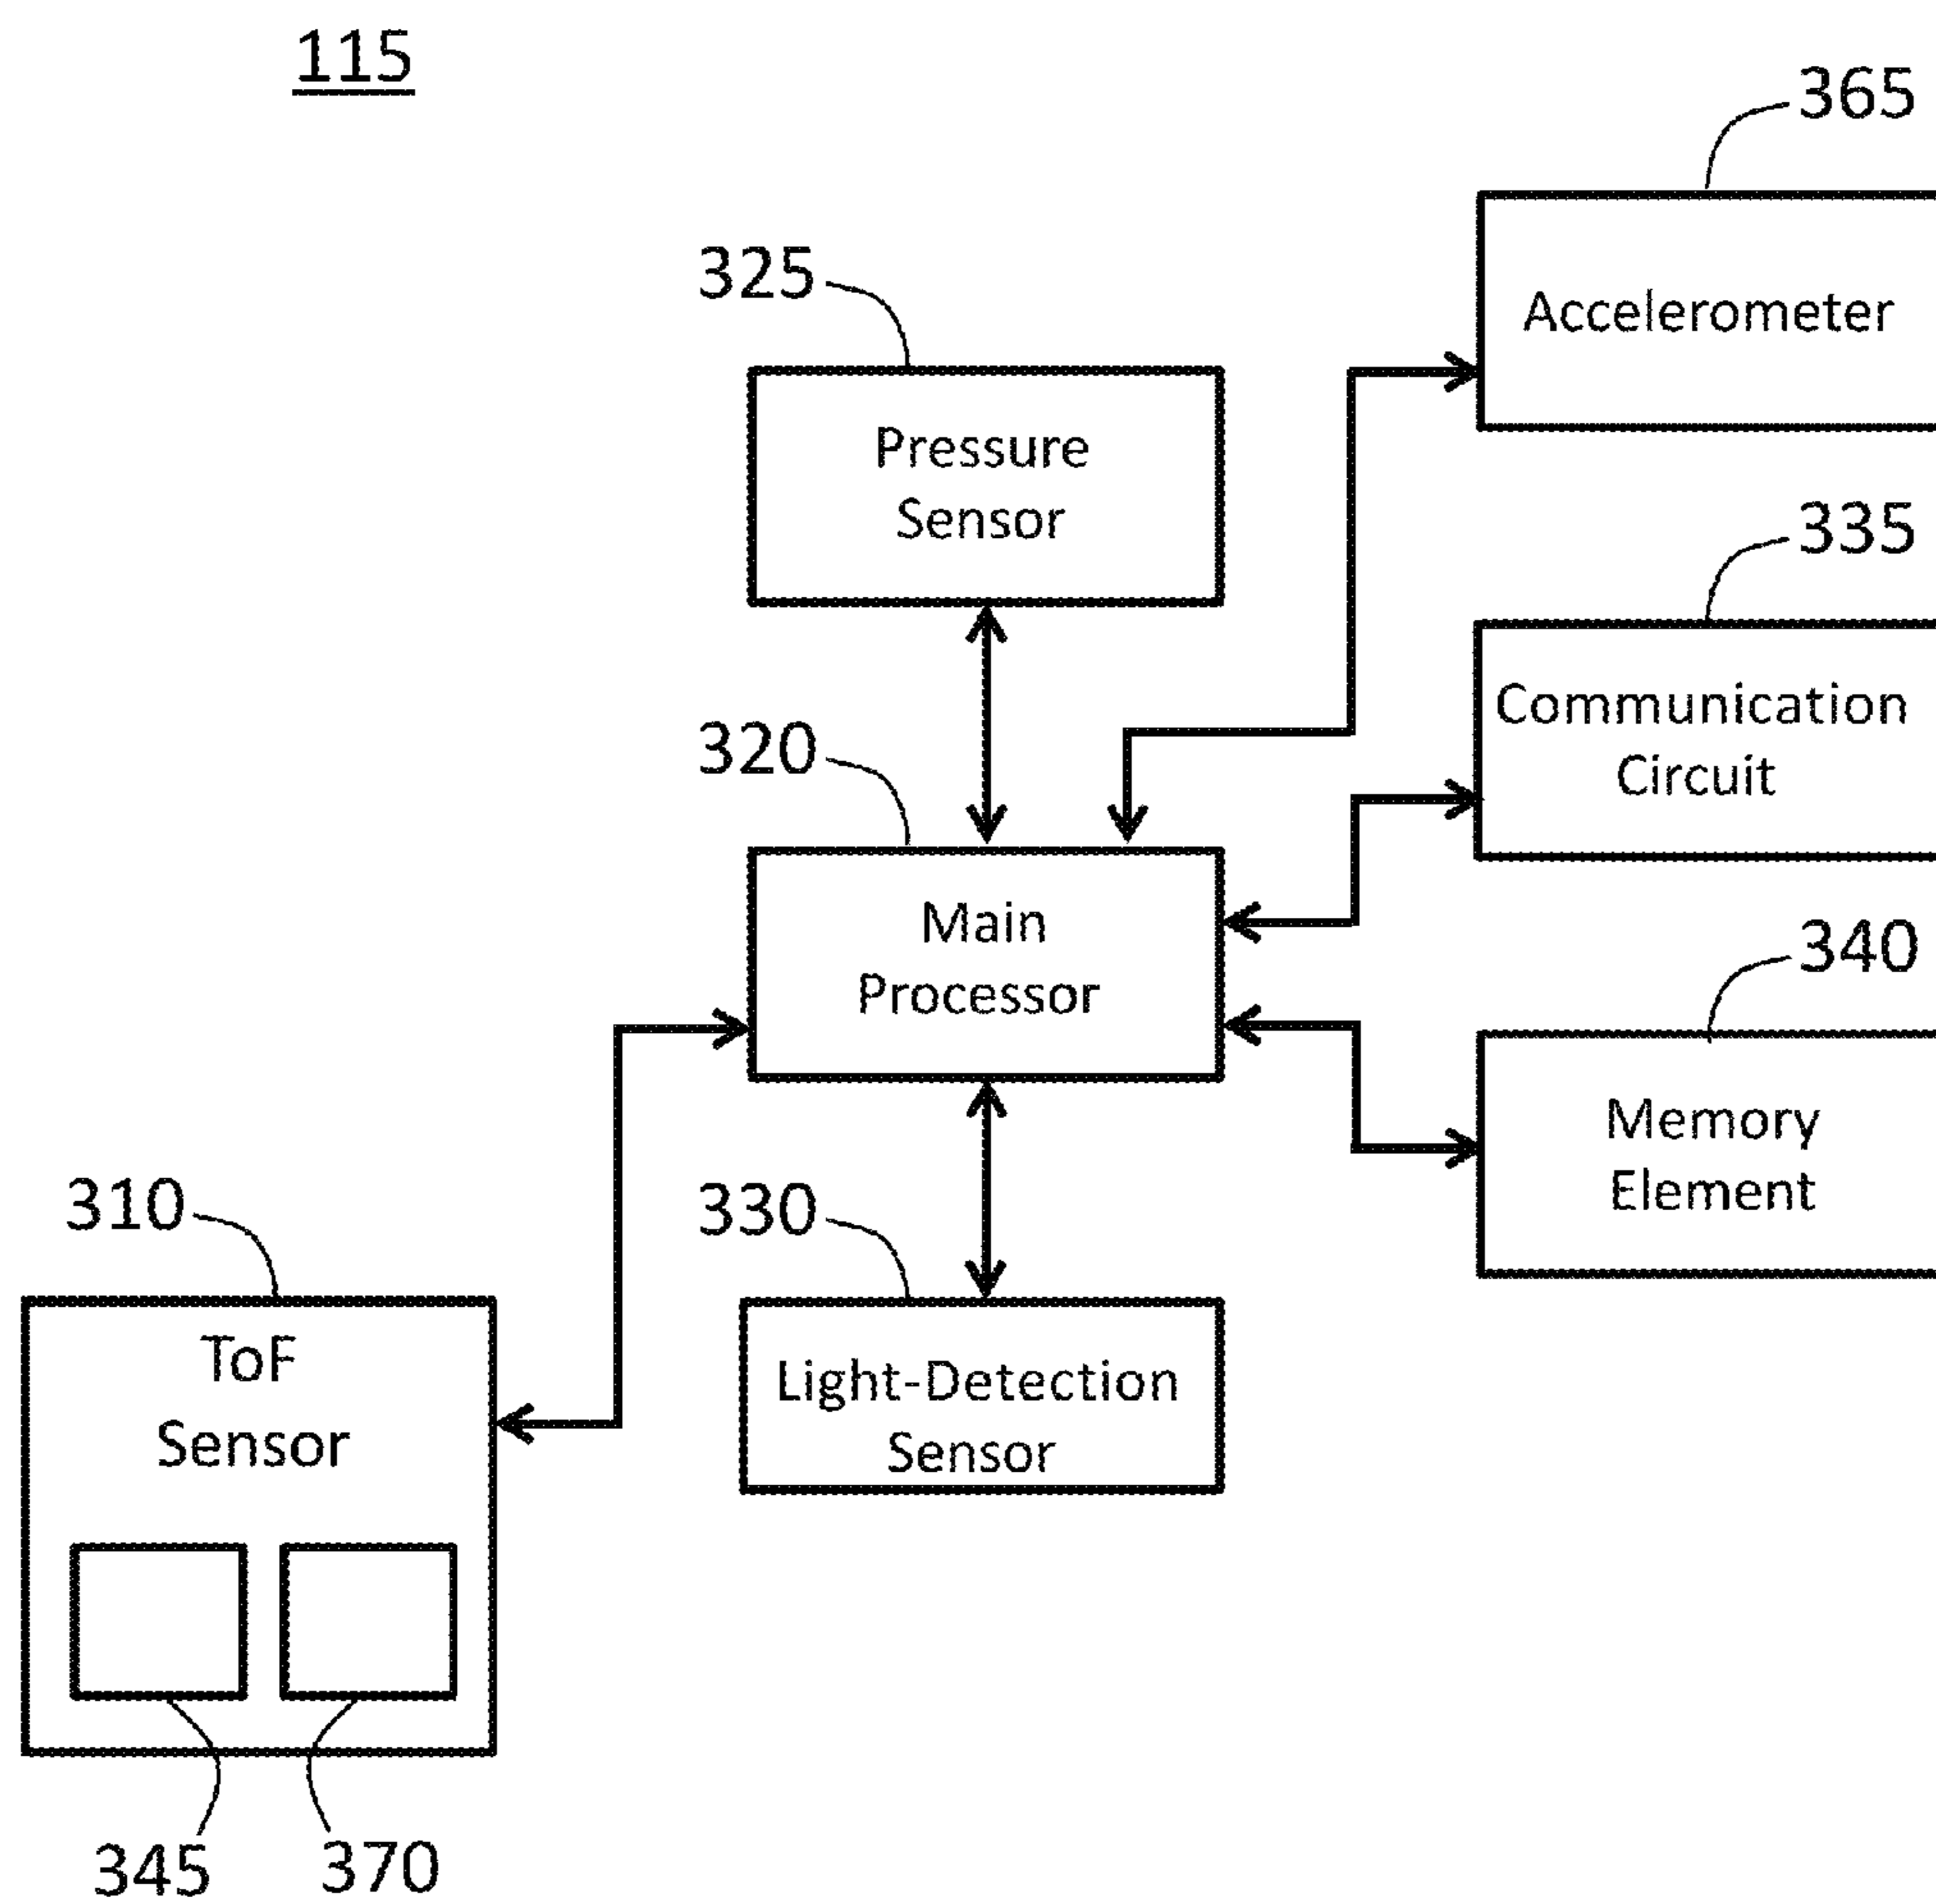 115
365
Accelerometer
325
Pressure
Sensor
335
Communication
Circuit
320
Main
Processor
340
Memory
Element
310
ToF
Sensor
330
Light-Detection
Sensor
345
370